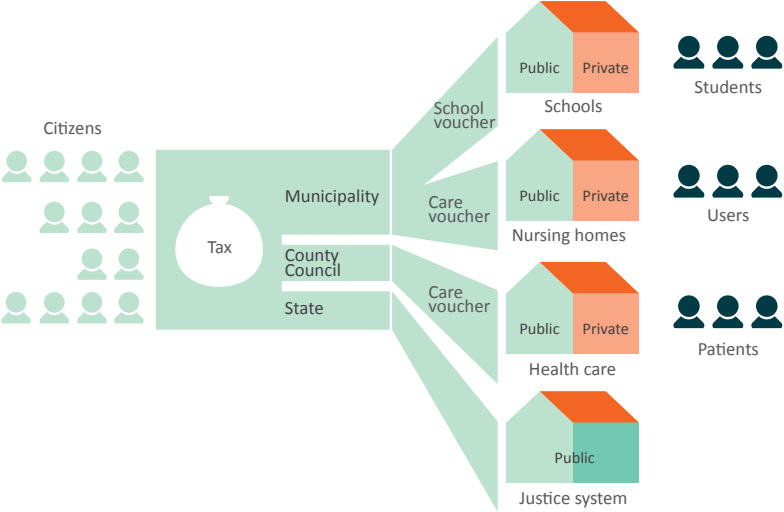 Citizens
Tax
Municipality
County
Council
State
School
voucher
Care
voucher
Care
voucher
Public
Private
Schools
Students
Public
Private
Nursing homes
Users
Public
Private
Health care
Patients
Public
Justice system